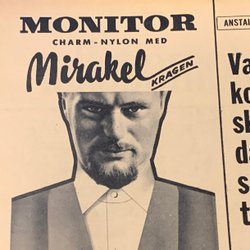 MONITOR
CHARM-NYLON MED
Mirakel
KRAGEN
ANSTAL
Va
ko
sk
da
s
t